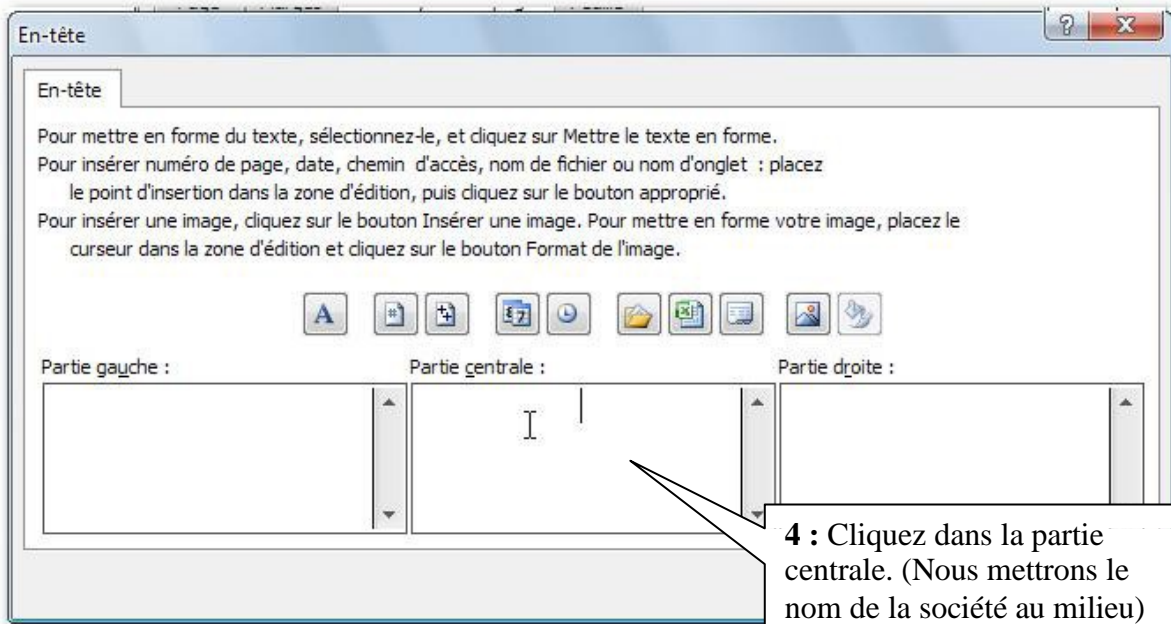 En-tête
En-tête
Pour mettre en forme du texte, sélectionnez-le, et cliquez sur Mettre le texte en forme.
Pour insérer numéro de page, date, chemin d'accès, nom de fichier ou nom d'onglet : placez
le point d'insertion dans la zone d'édition, puis cliquez sur le bouton approprié.
Pour insérer une image, cliquez sur le bouton Insérer une image. Pour mettre en forme votre image, placez le
curseur dans la zone d'édition et cliquez sur le bouton Format de l'image.
A
Partie gauche : Partie centrale : Partie droite :
4 : Cliquez dans la partie
centrale. (Nous mettrons le
nom de la société au milieu)